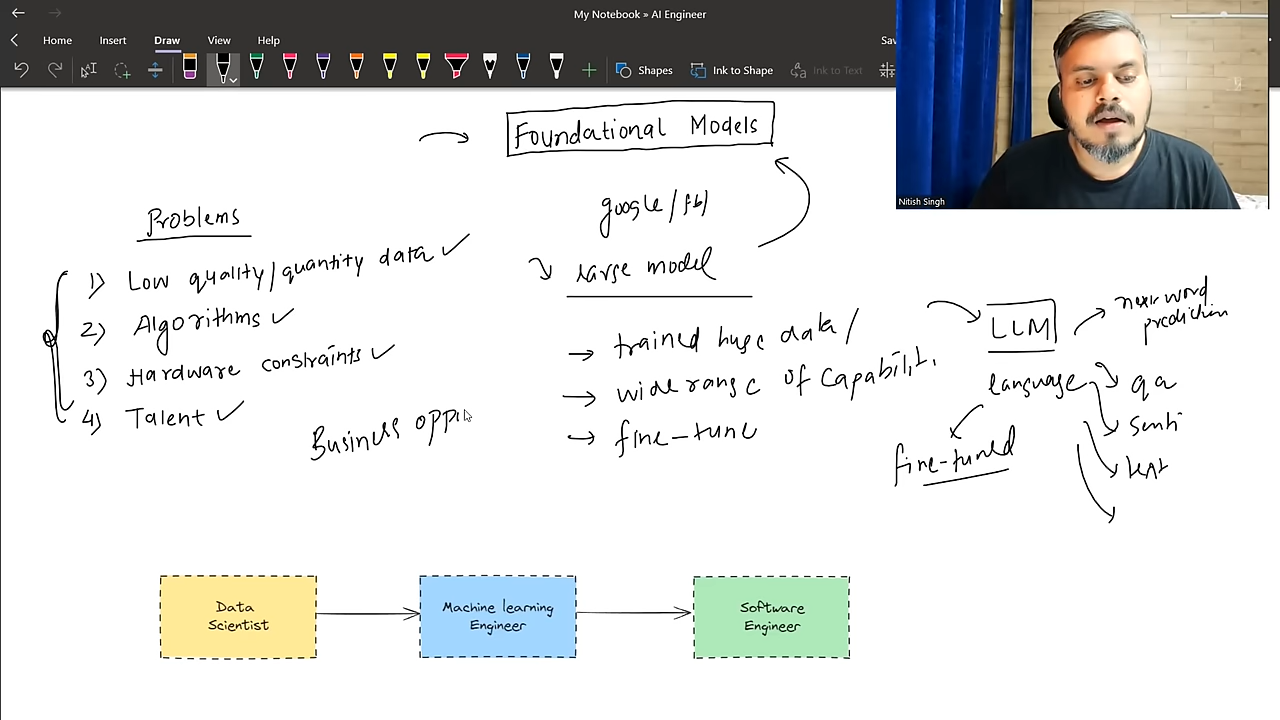 My Notebook » AI Engineer
Home Insert Draw View Help
Shapes Ink to Shape Ink to Text
Nitish Singh
Foundational Models
google/fb/
large model
Problems
1) Low quality/quantity data
2) Algorithms
3) Hardware constraints
4) Talent
Business
→ trained huge data/
→ wide range of capabilit.
→ fine-tune
LLM
next word
prediction
language
qa
senti
text
fine-tuned
Data
Scientist
Machine learning
Engineer
Software
Engineer